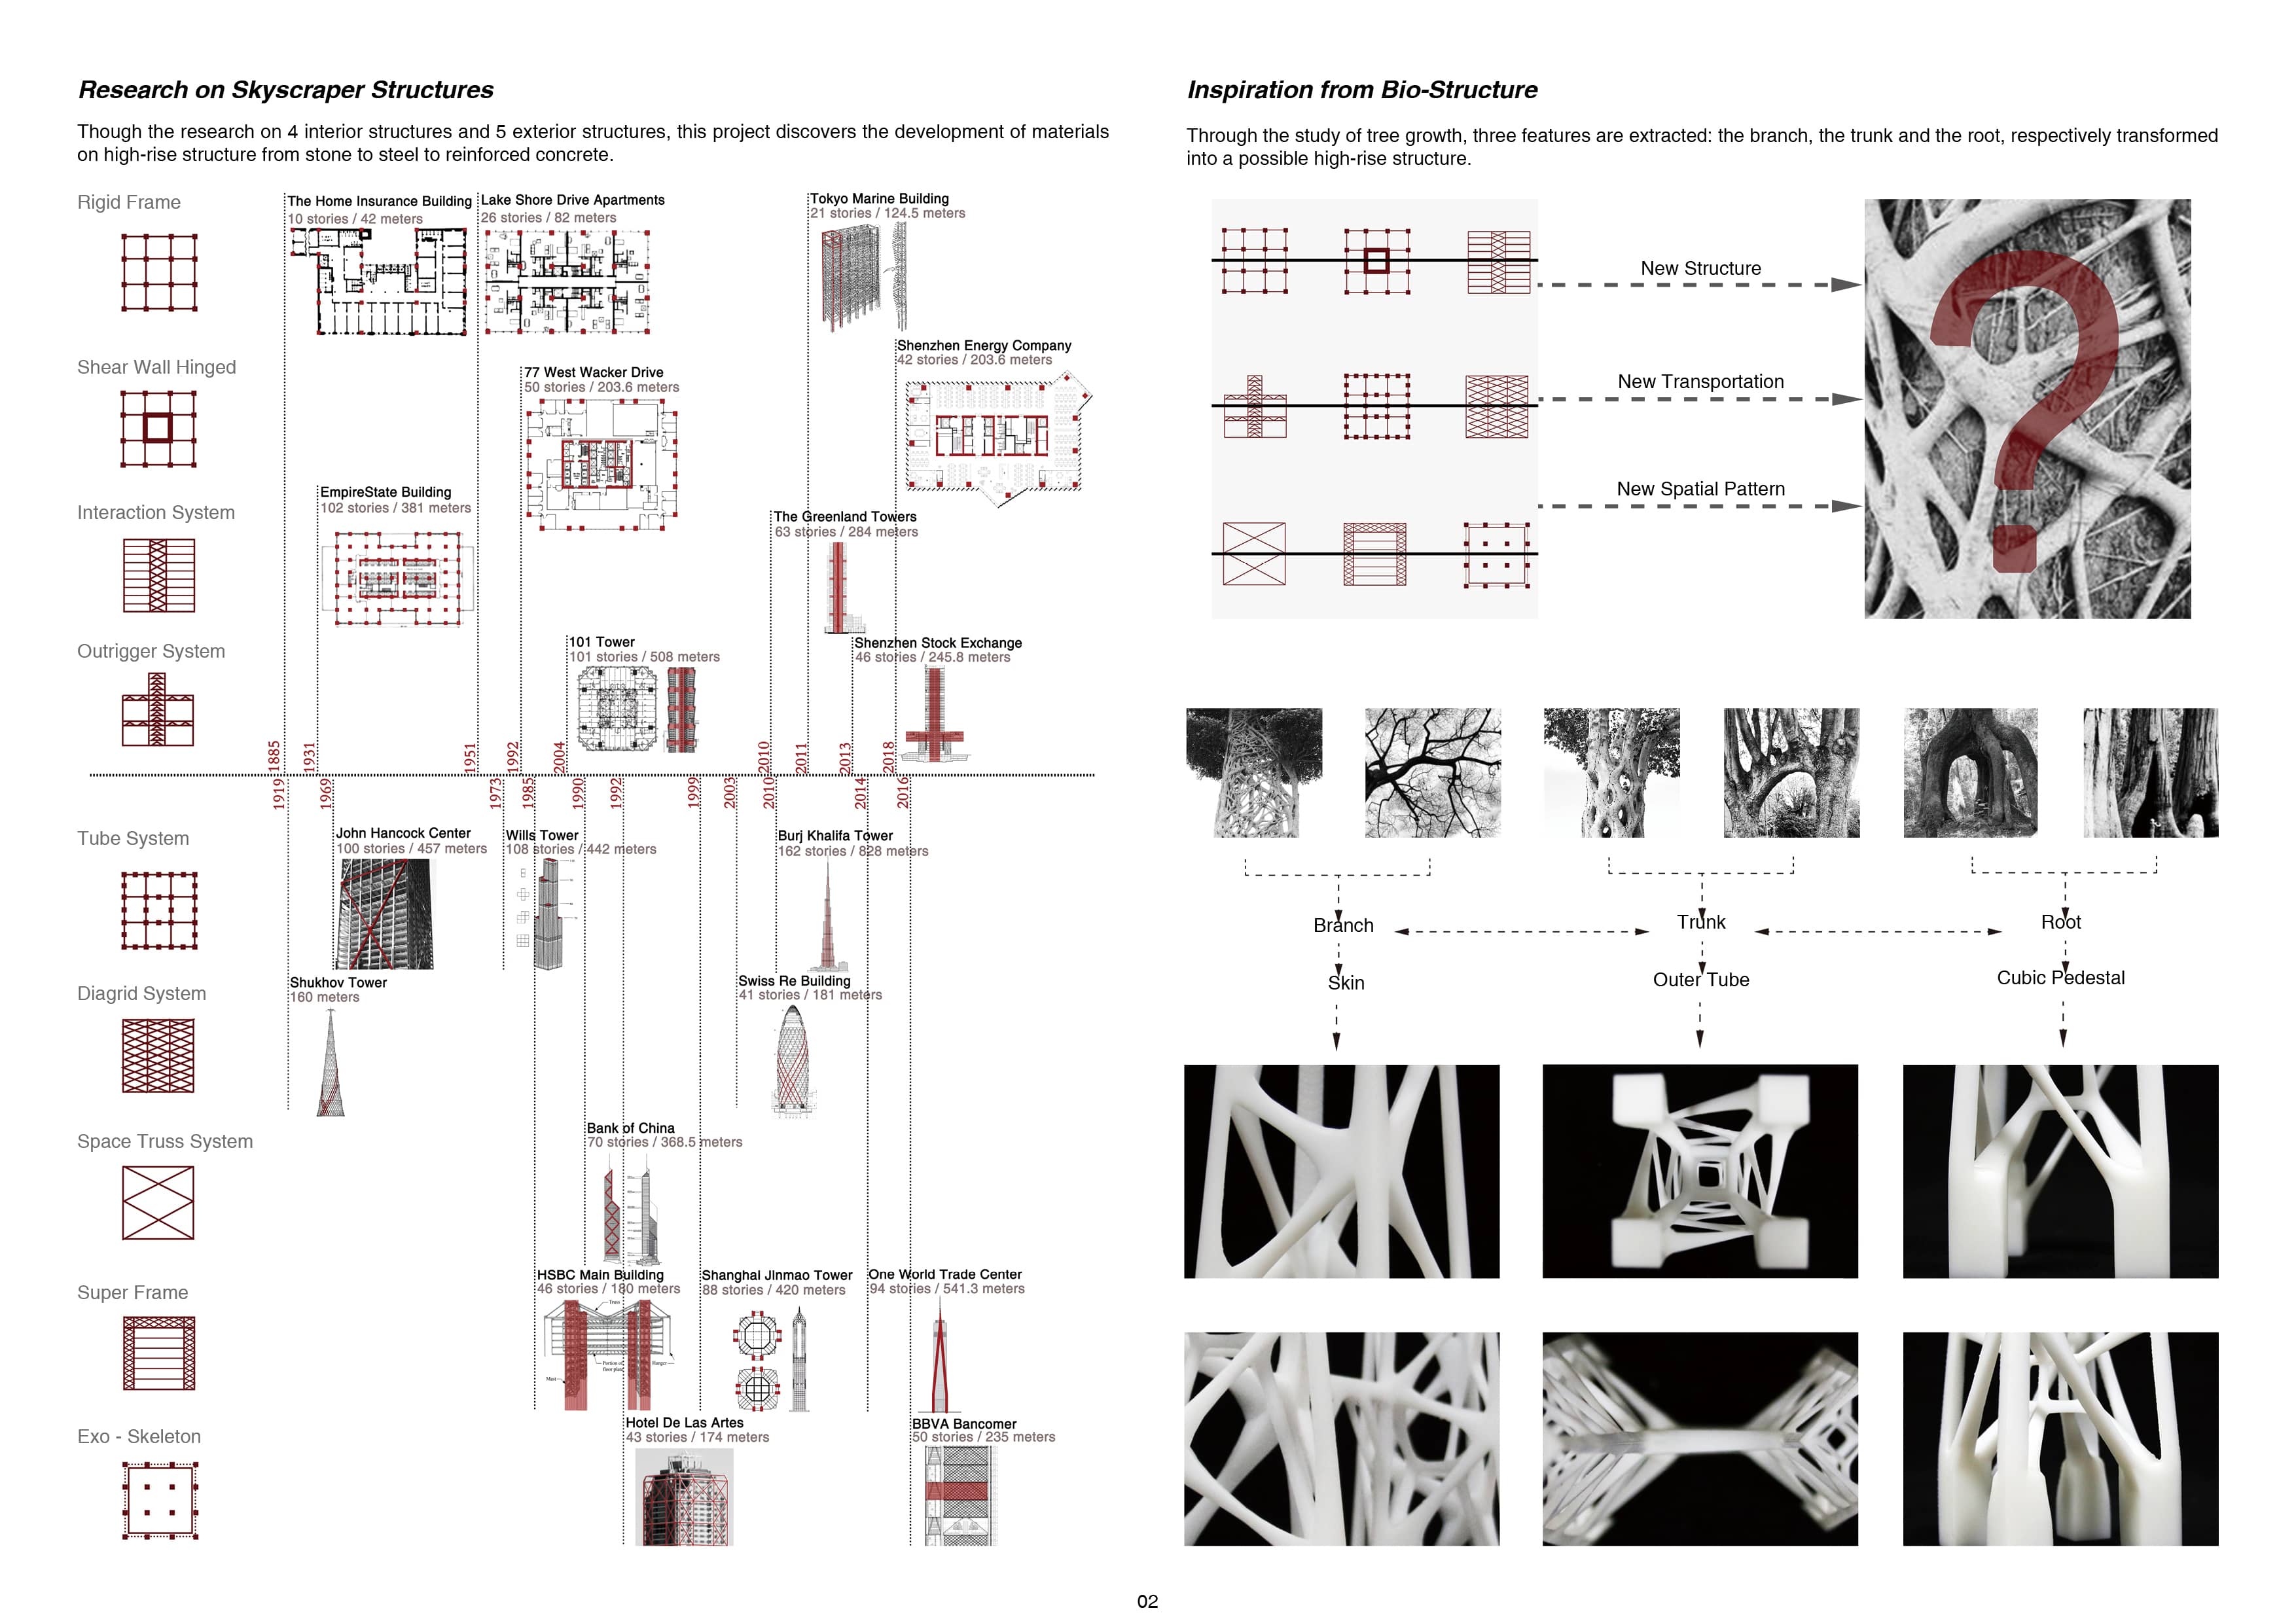 Research on Skyscraper Structures
Though the research on 4 interior structures and 5 exterior structures, this project discovers the development of materials
on high-rise structure from stone to steel to reinforced concrete.
Rigid Frame
The Home Insurance Building
10 stories / 42 meters
Lake Shore Drive Apartments
26 stories / 82 meters
Tokyo Marine Building
21 stories / 124.5 meters
Shear Wall Hinged
77 West Wacker Drive
50 stories / 203.6 meters
Shenzhen Energy Company
42 stories / 203.6 meters
Interaction System
EmpireState Building
102 stories / 381 meters
The Greenland Towers
63 stories / 284 meters
Outrigger System
101 Tower
101 stories / 508 meters
Shenzhen Stock Exchange
46 stories / 245.8 meters
1885
1931
1951
1992
2004
2010
2011
2013
2018
1919
1969
1973
1985
1990
1992
1999
2003
2010
2014
2016
Tube System
John Hancock Center
100 stories / 457 meters
Wills Tower
108 stories / 442 meters
Burj Khalifa Tower
162 stories / 828 meters
Diagrid System
Shukhov Tower
160 meters
Swiss Re Building
41 stories / 181 meters
Space Truss System
Bank of China
70 stories / 368.5 meters
Super Frame
HSBC Main Building
46 stories / 180 meters
Truss
Portion of
floor plan
Hanger
Mast
Shanghai JInmao Tower
88 stories / 420 meters
One World Trade Center
94 stories / 541.3 meters
Exo - Skeleton
Hotel De Las Artes
43 stories / 174 meters
BBVA Bancomer
50 stories / 235 meters
Inspiration from Bio-Structure
Through the study of tree growth, three features are extracted: the branch, the trunk and the root, respectively transformed
into a possible high-rise structure.
New Structure
New Transportation
New Spatial Pattern
?
Branch
Trunk
Root
Skin
Outer Tube
Cubic Pedestal
02